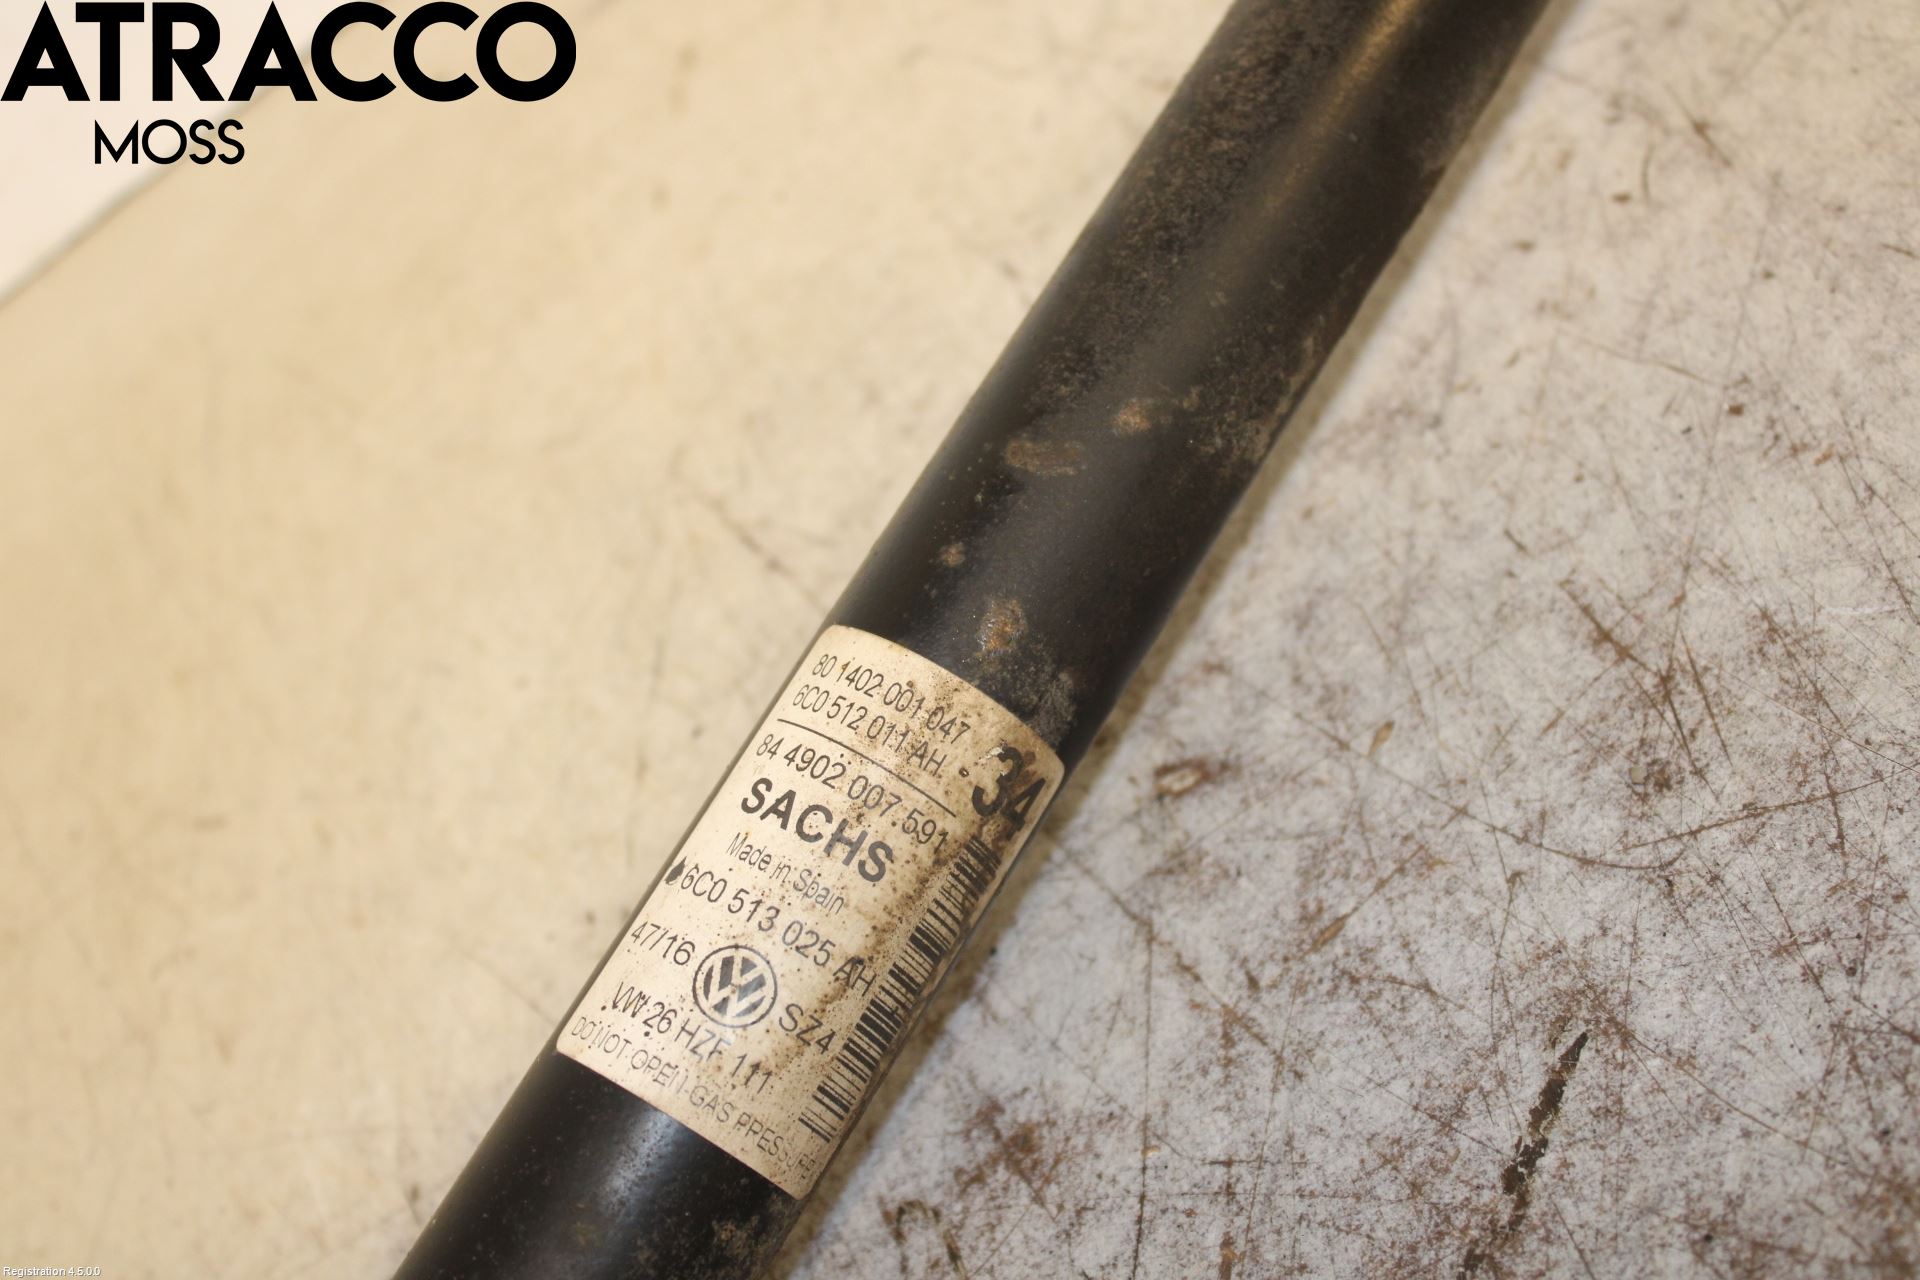 ATRACCO
MOSS
80 1402 001 047
6C0 512 011 AH
34
84 4902 007 591
SACHS
Made in Spain
6C0 513 025 AH
47/16
SZ4
26 HZF 111
DO NOT OPEN-GAS PRESSURE
Registration 4.5.0.0